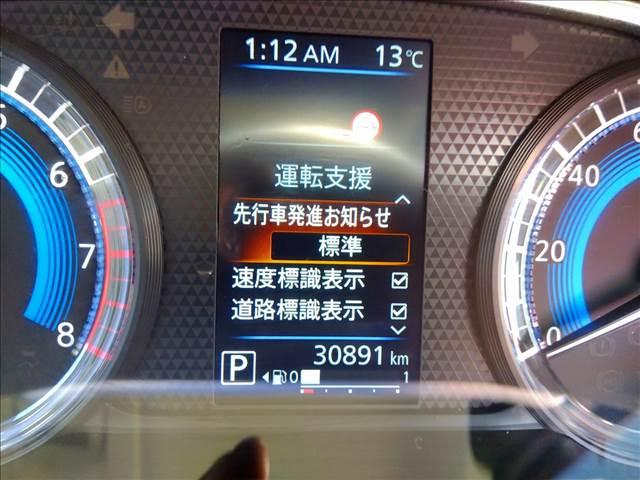 1:12 AM 13℃
運転支援
先行車発進お知らせ
標準
速度標識表示
道路標識表示
P 30891 km
0 1
6
7
8
40
20
0